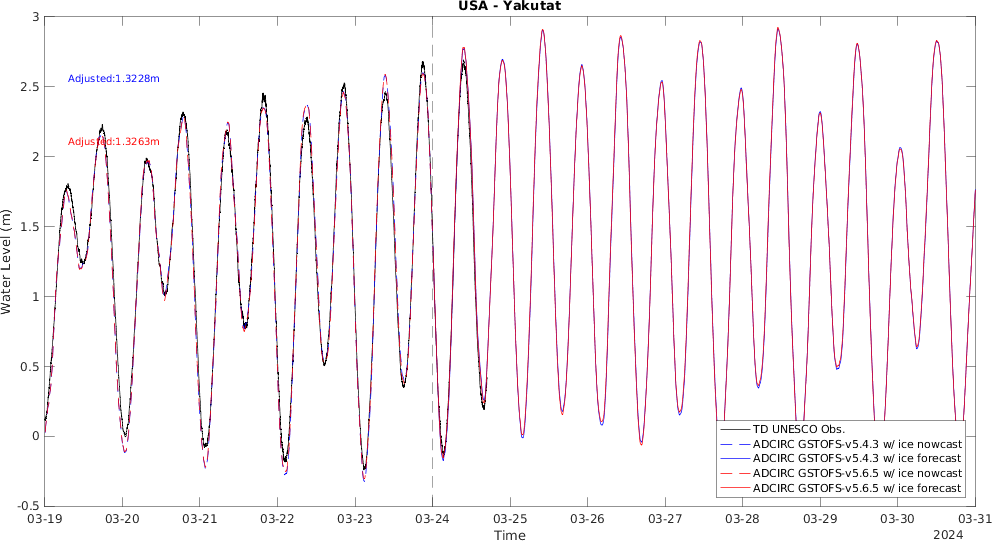 USA - Yakutat
3
2.5
2
1.5
1
0.5
0
-0.5
Water Level (m)
Adjusted:1.3228m
Adjusted:1.3263m
TD UNESCO Obs.
ADCIRC GSTOFS-v5.4.3 w/ ice nowcast
ADCIRC GSTOFS-v5.4.3 w/ ice forecast
ADCIRC GSTOFS-v5.6.5 w/ ice nowcast
ADCIRC GSTOFS-v5.6.5 w/ ice forecast
03-19 03-20 03-21 03-22 03-23 03-24 03-25 03-26 03-27 03-28 03-29 03-30 03-31
Time
2024